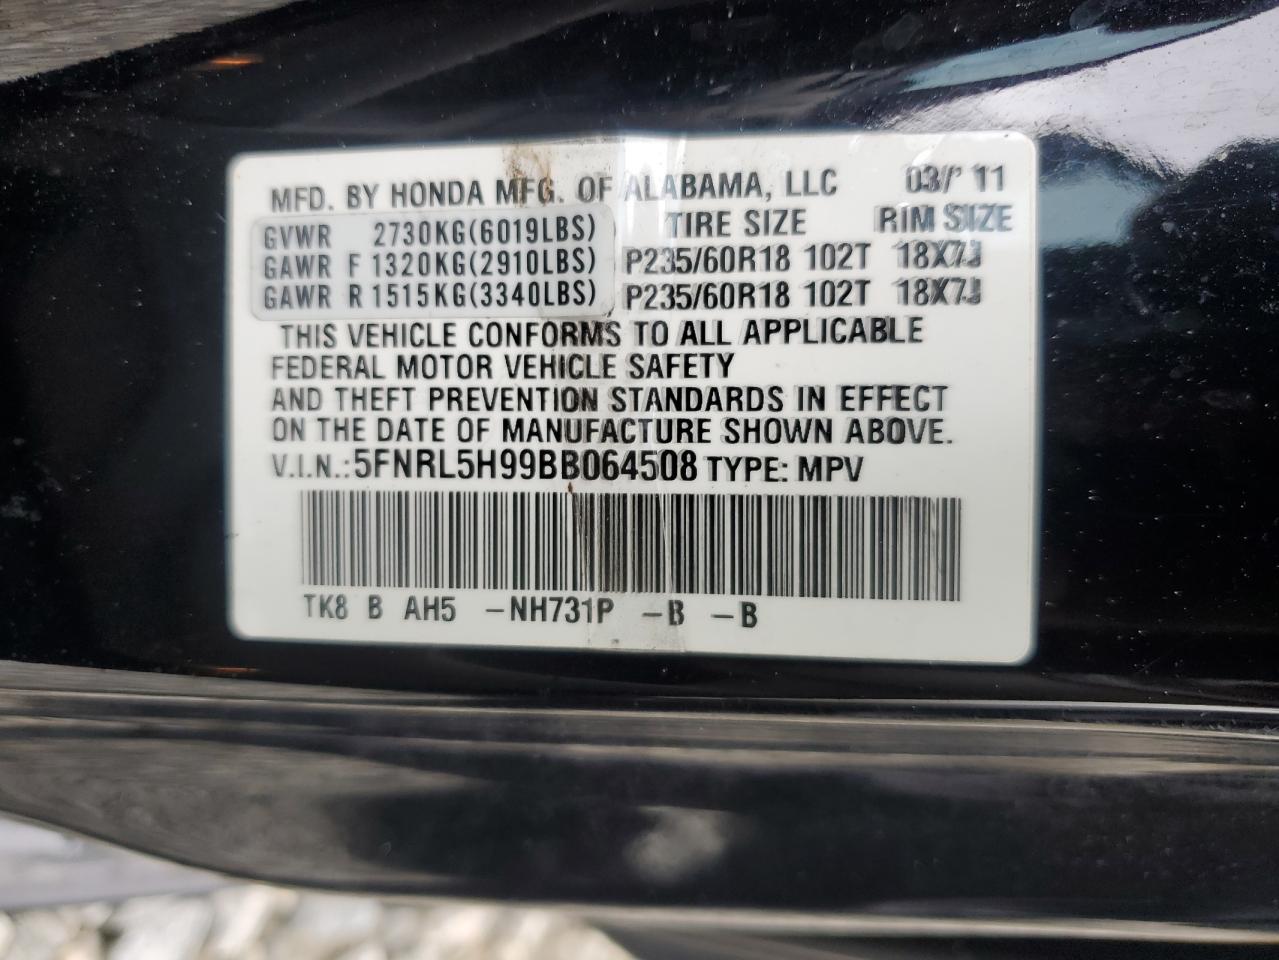 MFD. BY HONDA MFG. OF ALABAMA, LLC 03/'11
GVWR 2730KG(6019LBS) TIRE SIZE RIM SIZE
GAWR F 1320KG(2910LBS) P235/60R18 102T 18X7J
GAWR R 1515KG(3340LBS) P235/60R18 102T 18X7J
THIS VEHICLE CONFORMS TO ALL APPLICABLE
FEDERAL MOTOR VEHICLE SAFETY
AND THEFT PREVENTION STANDARDS IN EFFECT
ON THE DATE OF MANUFACTURE SHOWN ABOVE.
V.I.N.: 5FNRL5H99BB064508 TYPE: MPV
TK8 B AH5 -NH731P -B -B